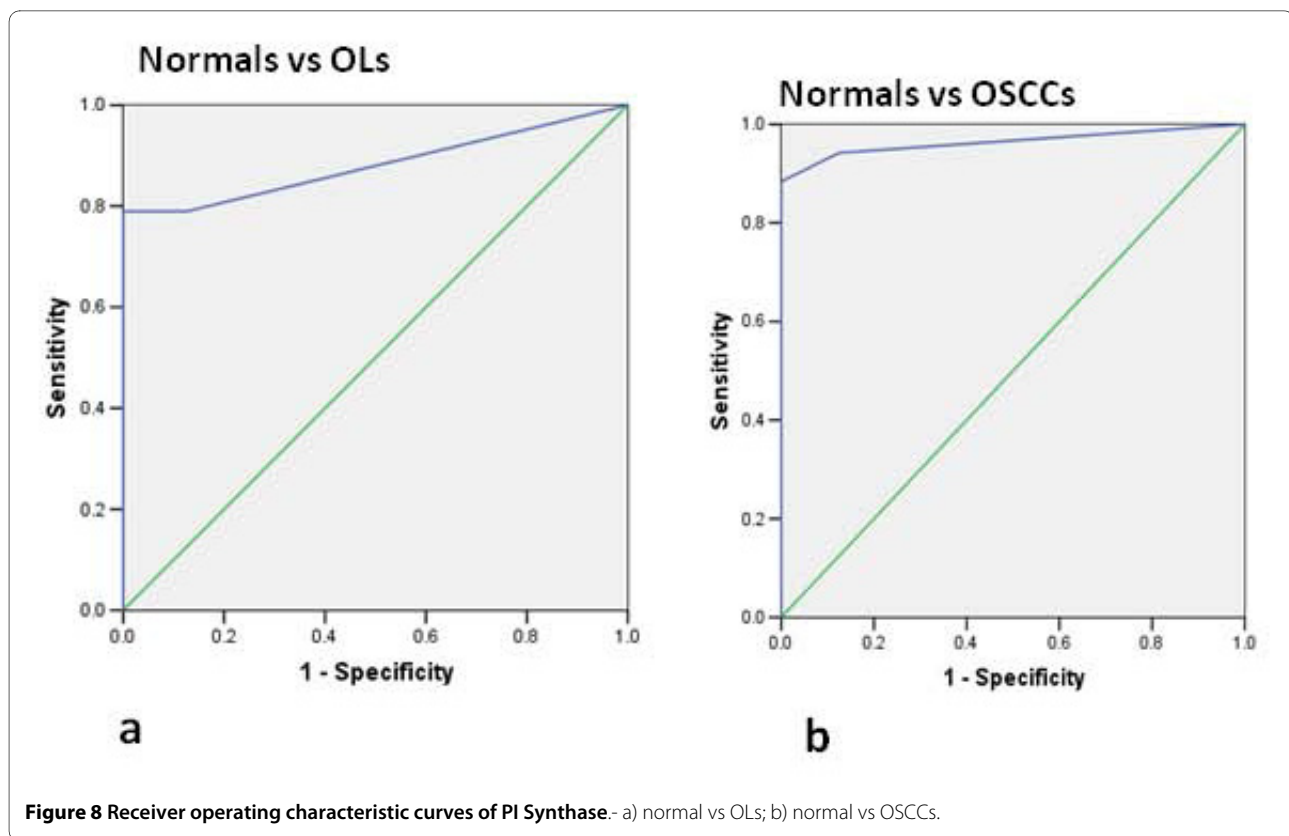 Normals vs OLs
1.0
0.8
0.6
0.4
0.2
0.0
Sensitivity
0.0 0.2 0.4 0.6 0.8 1.0
1 - Specificity
a
Normals vs OSCCs
1.0
0.8
0.6
0.4
0.2
0.0
Sensitivity
0.0 0.2 0.4 0.6 0.8 1.0
1 - Specificity
b
Figure 8 Receiver operating characteristic curves of PI Synthase.- a) normal vs OLs; b) normal vs OSCCs.